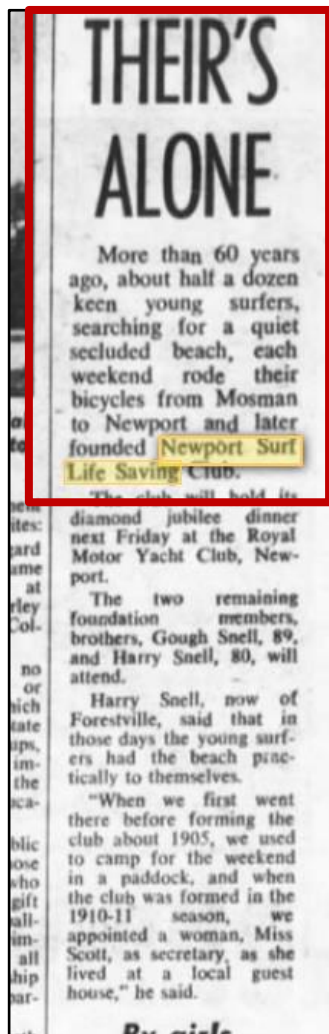 THEIR'S
ALONE
More than 60 years
ago, about half a dozen
keen young surfers,
searching for a quiet
secluded beach, each
weekend rode their
bicycles from Mosman
to Newport and later
founded Newport Surf
Life Saving Club.
The club will hold its
diamond jubilee dinner
next Friday at the Royal
Motor Yacht Club, New-
port.
The two remaining
foundation members,
brothers, Gough Snell, 89,
and Harry Snell, 80, will
attend.
Harry Snell, now of
Forestville, said that in
those days the young surf-
ers had the beach prac-
tically to themselves.
"When we first went
there before forming the
club about 1905, we used
to camp for the weekend
in a paddock, and when
the club was formed in the
1910-11 season, we
appointed a woman, Miss
Scott, as secretary, as she
lived at a local guest
house," he said.
By girls